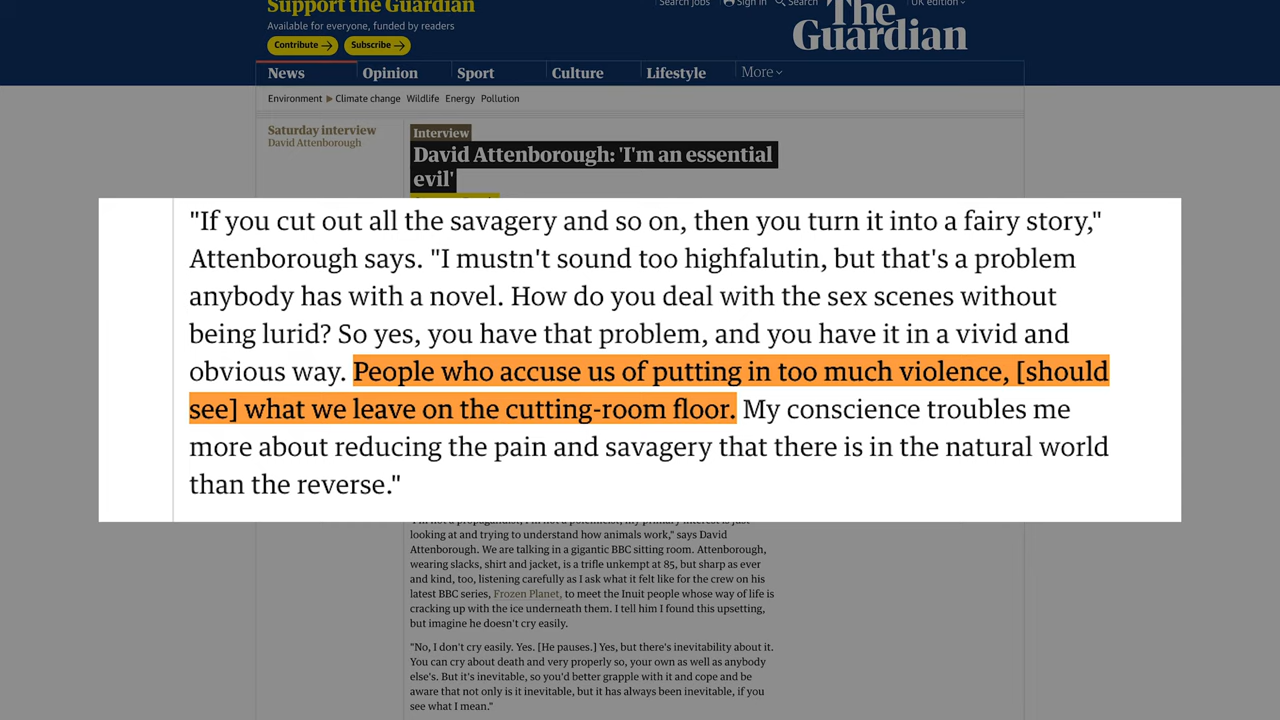 Support the Guardian
Available for everyone, funded by readers
Contribute → Subscribe →
Search jobs Sign in Search UK edition
The
Guardian
News Opinion Sport Culture Lifestyle More
Environment ▶ Climate change Wildlife Energy Pollution
Saturday interview
David Attenborough
Interview
David Attenborough: 'I'm an essential
evil'
"If you cut out all the savagery and so on, then you turn it into a fairy story,"
Attenborough says. "I mustn't sound too highfalutin, but that's a problem
anybody has with a novel. How do you deal with the sex scenes without
being lurid? So yes, you have that problem, and you have it in a vivid and
obvious way. People who accuse us of putting in too much violence, [should
see] what we leave on the cutting-room floor. My conscience troubles me
more about reducing the pain and savagery that there is in the natural world
than the reverse."
looking at and trying to understand how animals work," says David
Attenborough. We are talking in a gigantic BBC sitting room. Attenborough,
wearing slacks, shirt and jacket, is a trifle unkempt at 85, but sharp as ever
and kind, too, listening carefully as I ask what it felt like for the crew on his
latest BBC series, Frozen Planet, to meet the Inuit people whose way of life is
cracking up with the ice underneath them. I tell him I found this upsetting,
but imagine he doesn't cry easily.
"No, I don't cry easily. Yes. [He pauses.] Yes, but there's inevitability about it.
You can cry about death and very properly so, your own as well as anybody
else's. But it's inevitable, so you'd better grapple with it and cope and be
aware that not only is it inevitable, but it has always been inevitable, if you
see what I mean."